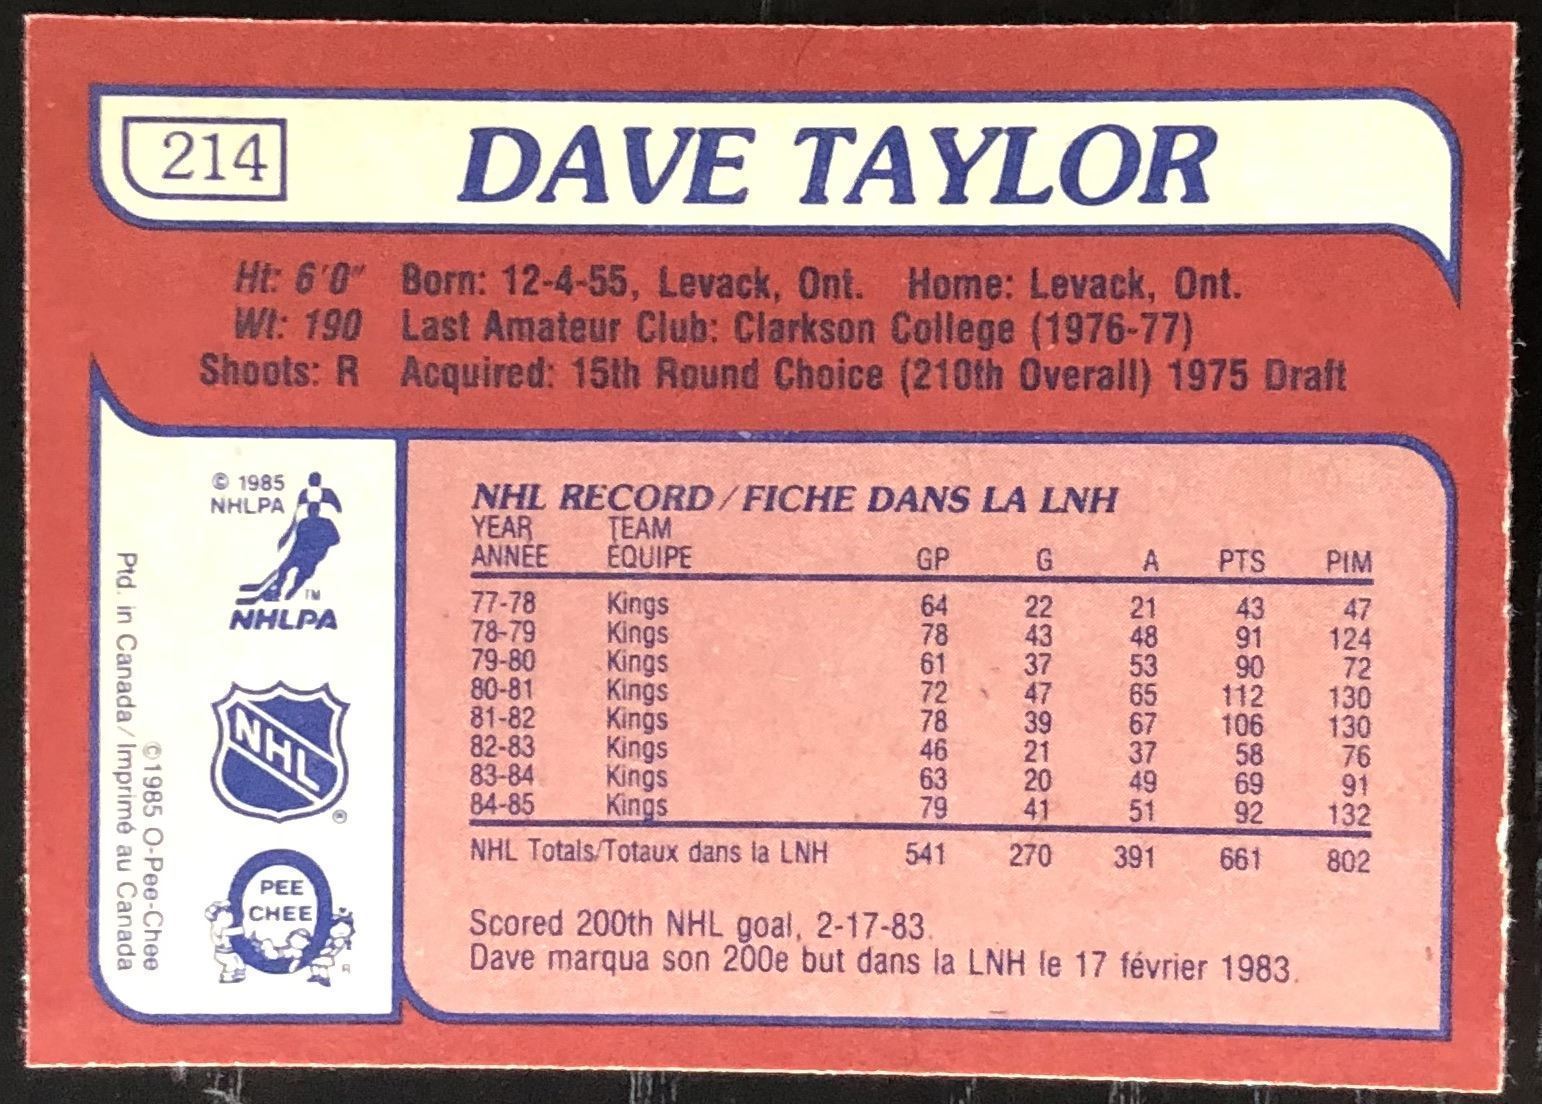 214
DAVE TAYLOR
Ht: 6'0" Born: 12-4-55, Levack, Ont. Home: Levack, Ont.
Wt: 190 Last Amateur Club: Clarkson College (1976-77)
Shoots: R Acquired: 15th Round Choice (210th Overall) 1975 Draft
© 1985
NHLPA
TM
NHLPA
NHL
®
PEE
CHEE
R
©1985 O-Pee-Chee
Ptd. in Canada/Imprimé au Canada
NHL RECORD/FICHE DANS LA LNH
YEAR TEAM
ANNÉE ÉQUIPE GP G A PTS PIM
77-78 Kings 64 22 21 43 47
78-79 Kings 78 43 48 91 124
79-80 Kings 61 37 53 90 72
80-81 Kings 72 47 65 112 130
81-82 Kings 78 39 67 106 130
82-83 Kings 46 21 37 58 76
83-84 Kings 63 20 49 69 91
84-85 Kings 79 41 51 92 132
NHL Totals/Totaux dans la LNH 541 270 391 661 802
Scored 200th NHL goal, 2-17-83.
Dave marqua son 200e but dans la LNH le 17 février 1983.